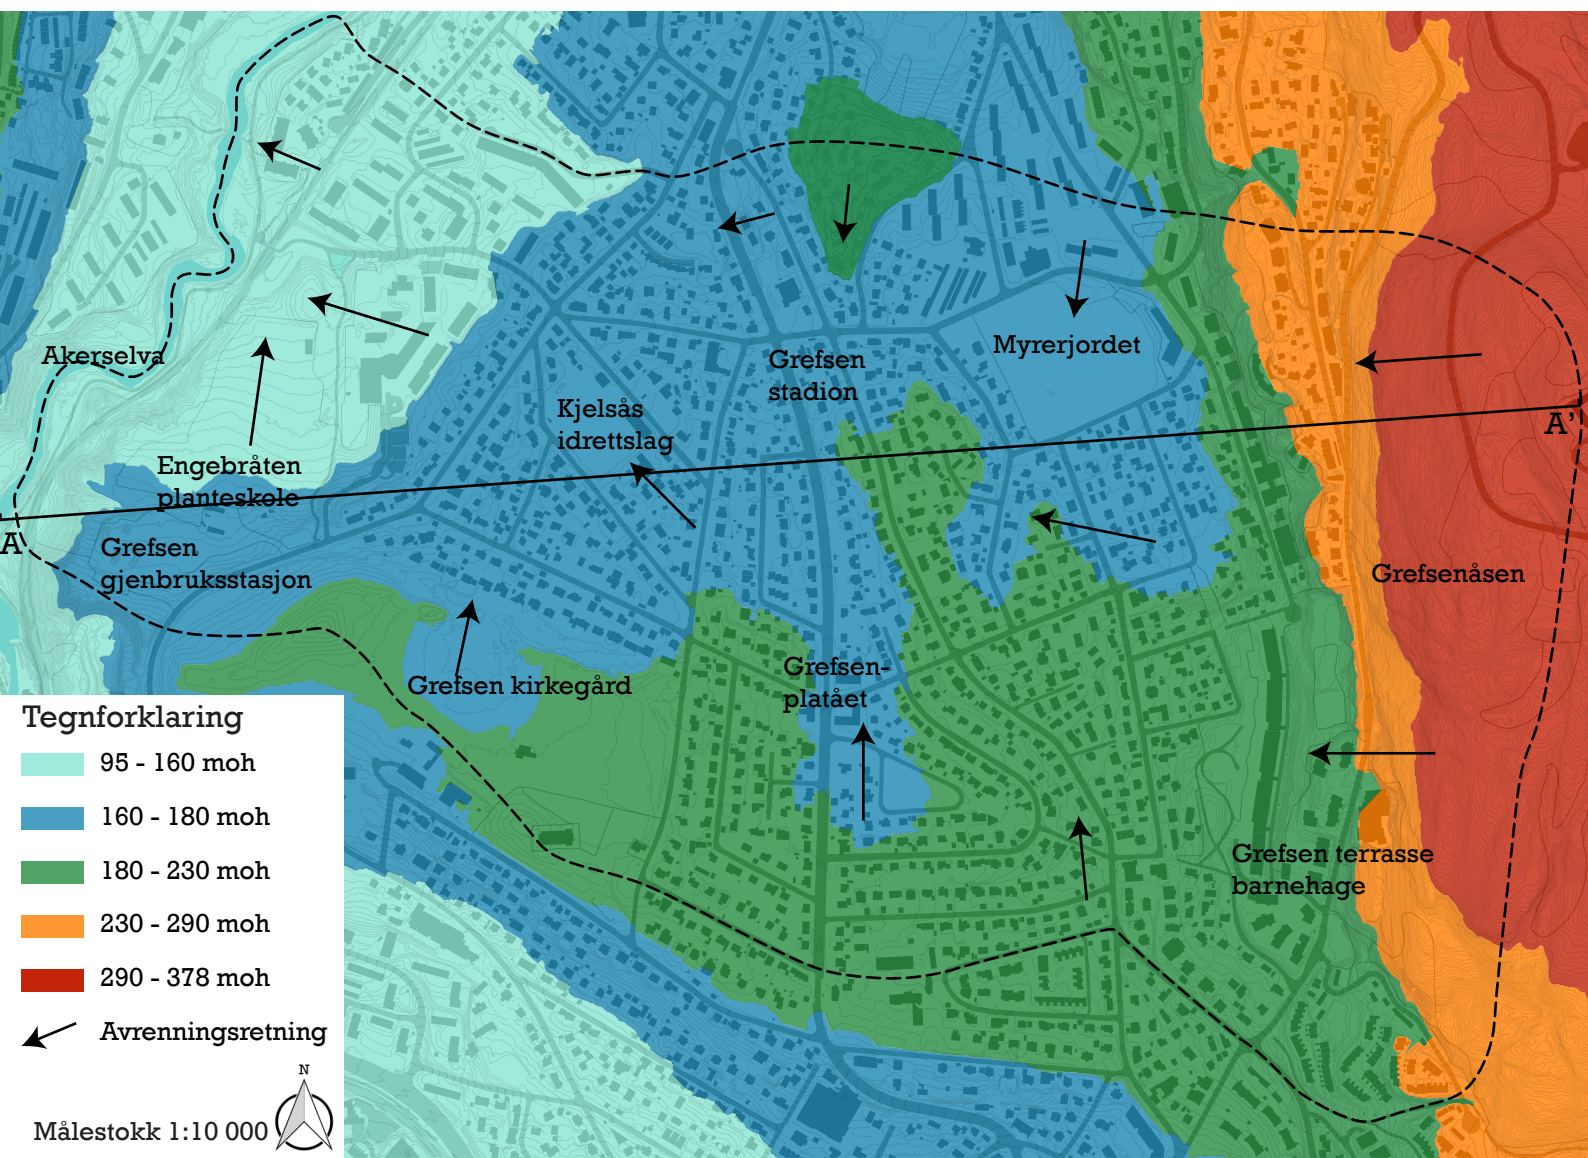 Akerselva
Grefsen
stadion
Myrerjordet
Kjelsås
idrettslag
A'
Engebråten
planteskole
A
Grefsen
gjenbruksstasjon
Grefsenåsen
Grefsen kirkegård
Grefsen-
platået
Grefsen terrasse
barnehage
Tegnforklaring
95 - 160 moh
160 - 180 moh
180 - 230 moh
230 - 290 moh
290 - 378 moh
Avrenningsretning
N
Målestokk 1:10 000